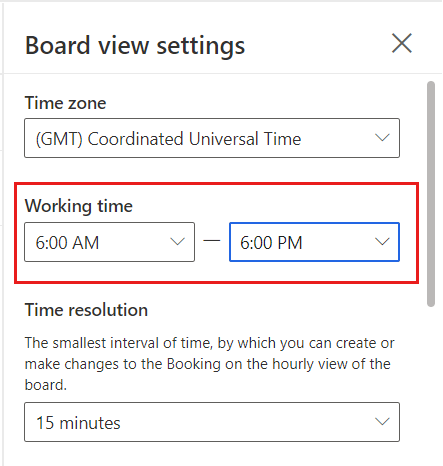 Board view settings
Time zone
(GMT) Coordinated Universal Time
Working time
6:00 AM — 6:00 PM
Time resolution
The smallest interval of time, by which you can create or
make changes to the Booking on the hourly view of the
board.
15 minutes